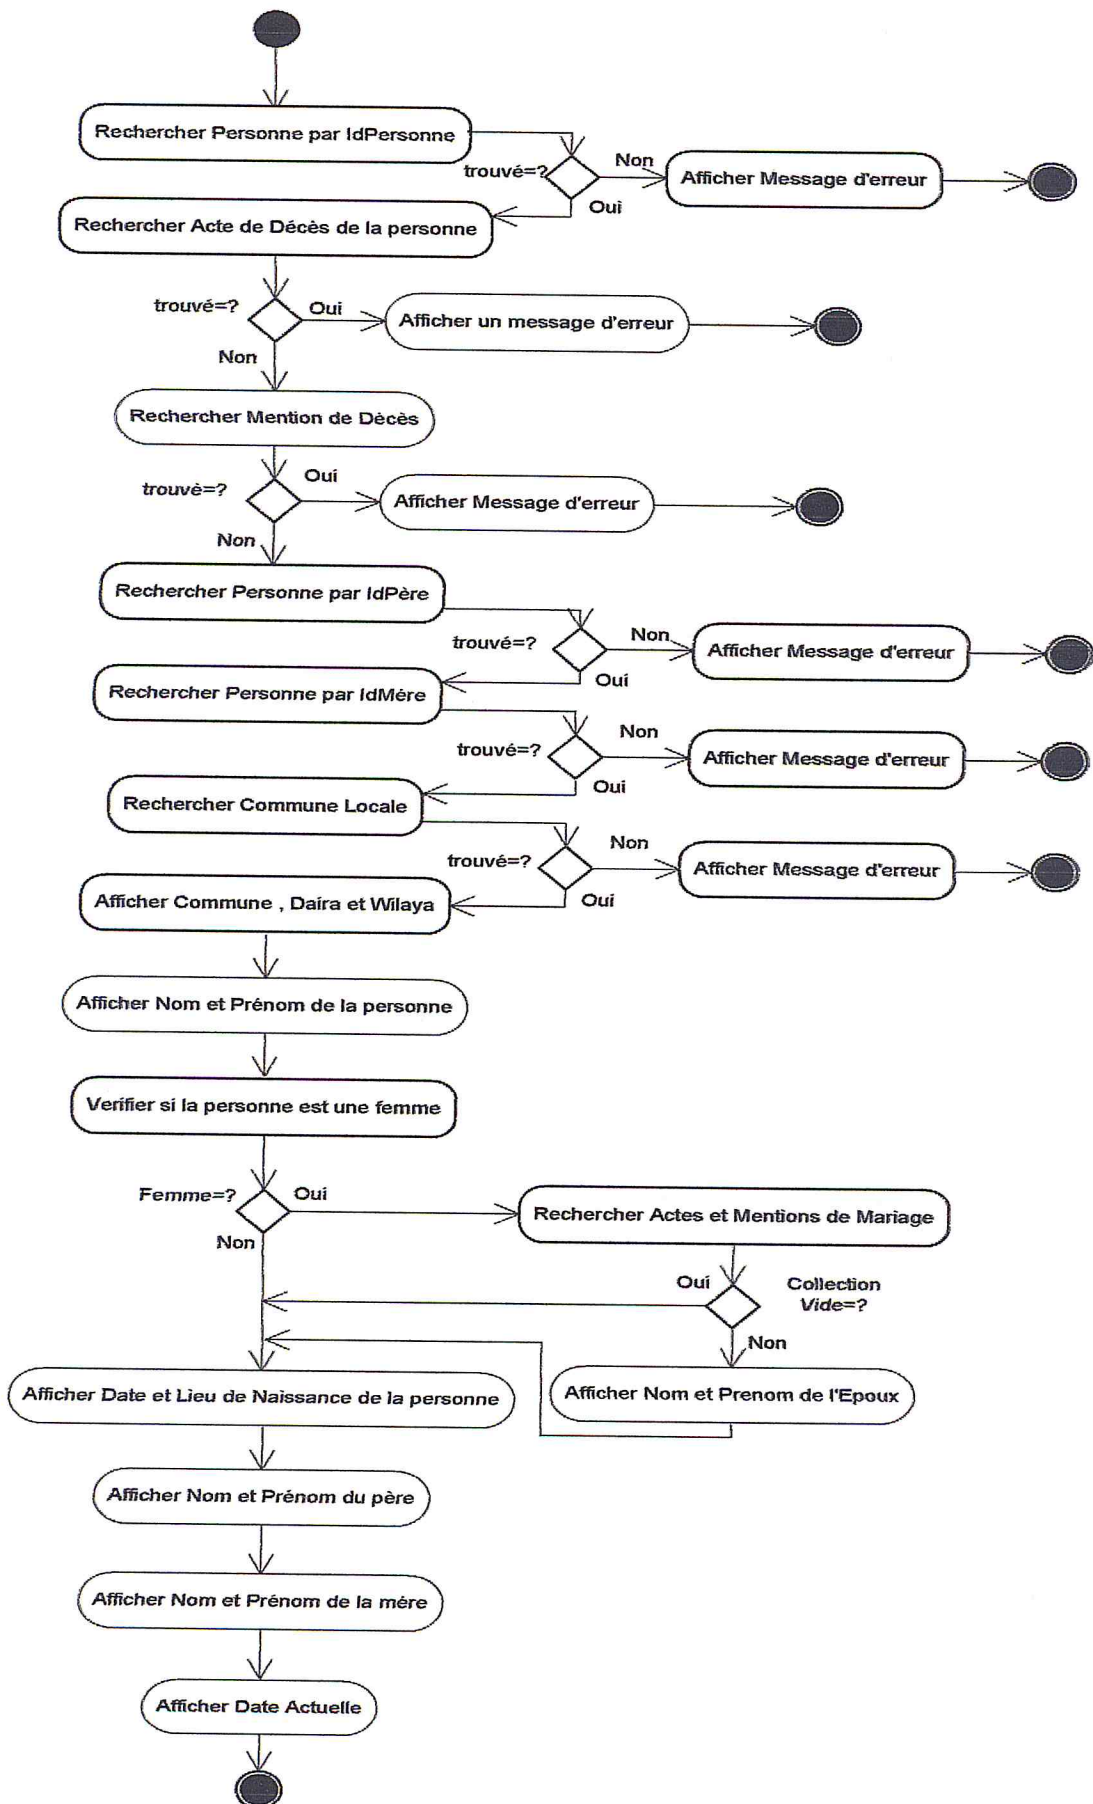 Rechercher Personne par IdPersonne
trouvé=?
Non
Afficher Message d'erreur
Oui
Rechercher Acte de Décès de la personne
trouvé=?
Oui
Afficher un message d'erreur
Non
Rechercher Mention de Dècès
trouvé=?
Oui
Afficher Message d'erreur
Non
Rechercher Personne par IdPère
trouvé=?
Non
Afficher Message d'erreur
Oui
Rechercher Personne par IdMére
trouvé=?
Non
Afficher Message d'erreur
Oui
Rechercher Commune Locale
trouvé=?
Non
Afficher Message d'erreur
Oui
Afficher Commune , Daïra et Wilaya
Afficher Nom et Prénom de la personne
Verifier si la personne est une femme
Femme=?
Oui
Rechercher Actes et Mentions de Mariage
Non
Oui
Collection
Vide=?
Non
Afficher Date et Lieu de Naissance de la personne
Afficher Nom et Prenom de l'Epoux
Afficher Nom et Prénom du père
Afficher Nom et Prénom de la mére
Afficher Date Actuelle